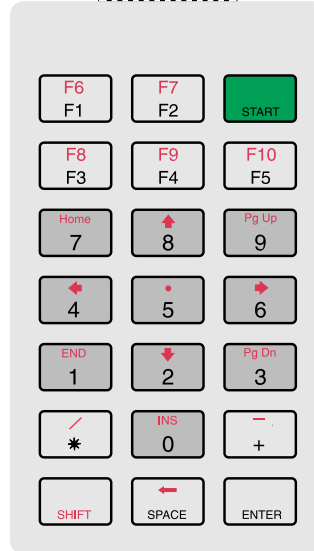 F6 F7
F1 F2 START
F8 F9 F10
F3 F4 F5
Home Pg Up
7 8 9
4 5 6
END Pg Dn
1 2 3
/ INS –
* 0 +
SHIFT SPACE ENTER